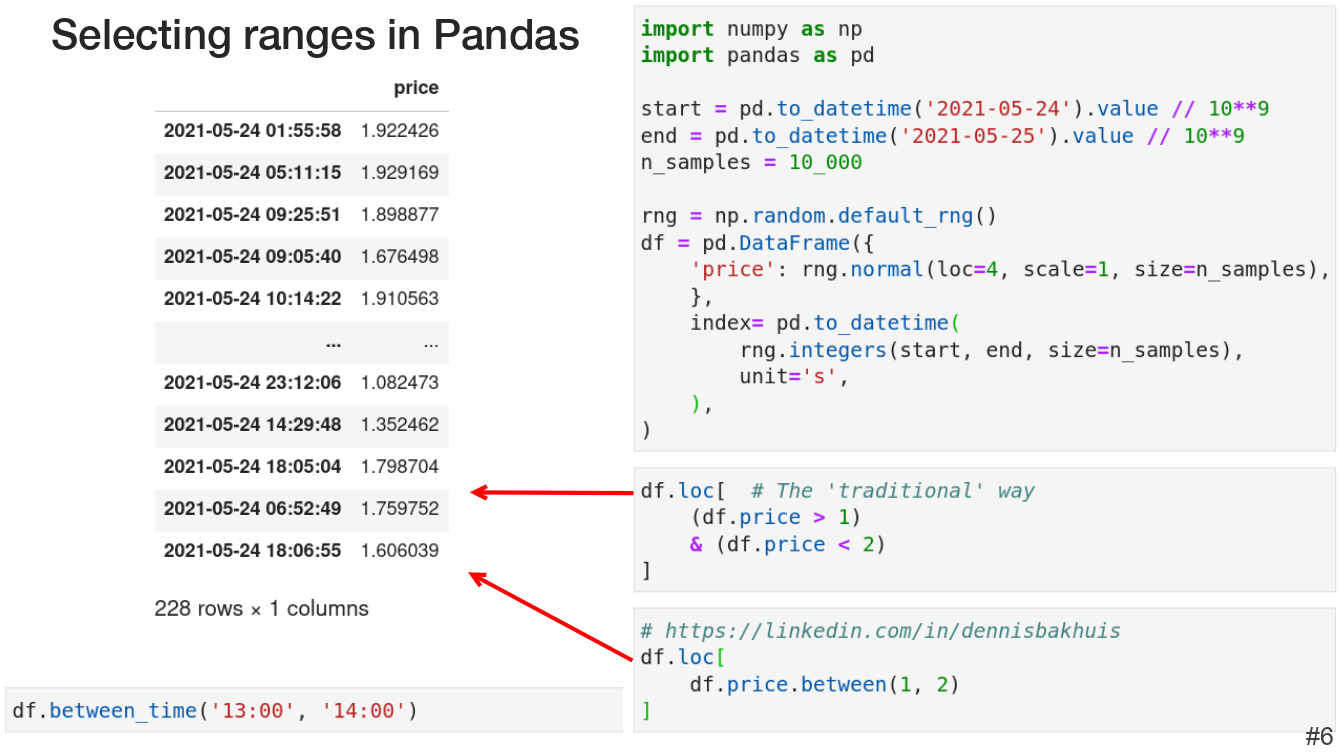 Selecting ranges in Pandas
price
2021-05-24 01:55:58 1.922426
2021-05-24 05:11:15 1.929169
2021-05-24 09:25:51 1.898877
2021-05-24 09:05:40 1.676498
2021-05-24 10:14:22 1.910563
... ...
2021-05-24 23:12:06 1.082473
2021-05-24 14:29:48 1.352462
2021-05-24 18:05:04 1.798704
2021-05-24 06:52:49 1.759752
2021-05-24 18:06:55 1.606039
228 rows × 1 columns
df.between_time('13:00', '14:00')
import numpy as np
import pandas as pd
start = pd.to_datetime('2021-05-24').value // 10**9
end = pd.to_datetime('2021-05-25').value // 10**9
n_samples = 10_000
rng = np.random.default_rng()
df = pd.DataFrame({
    'price': rng.normal(loc=4, scale=1, size=n_samples),
    },
    index= pd.to_datetime(
        rng.integers(start, end, size=n_samples),
        unit='s',
    ),
)
df.loc[  # The 'traditional' way
    (df.price > 1)
    & (df.price < 2)
]
# https://linkedin.com/in/dennisbakhuis
df.loc[
    df.price.between(1, 2)
]
#6